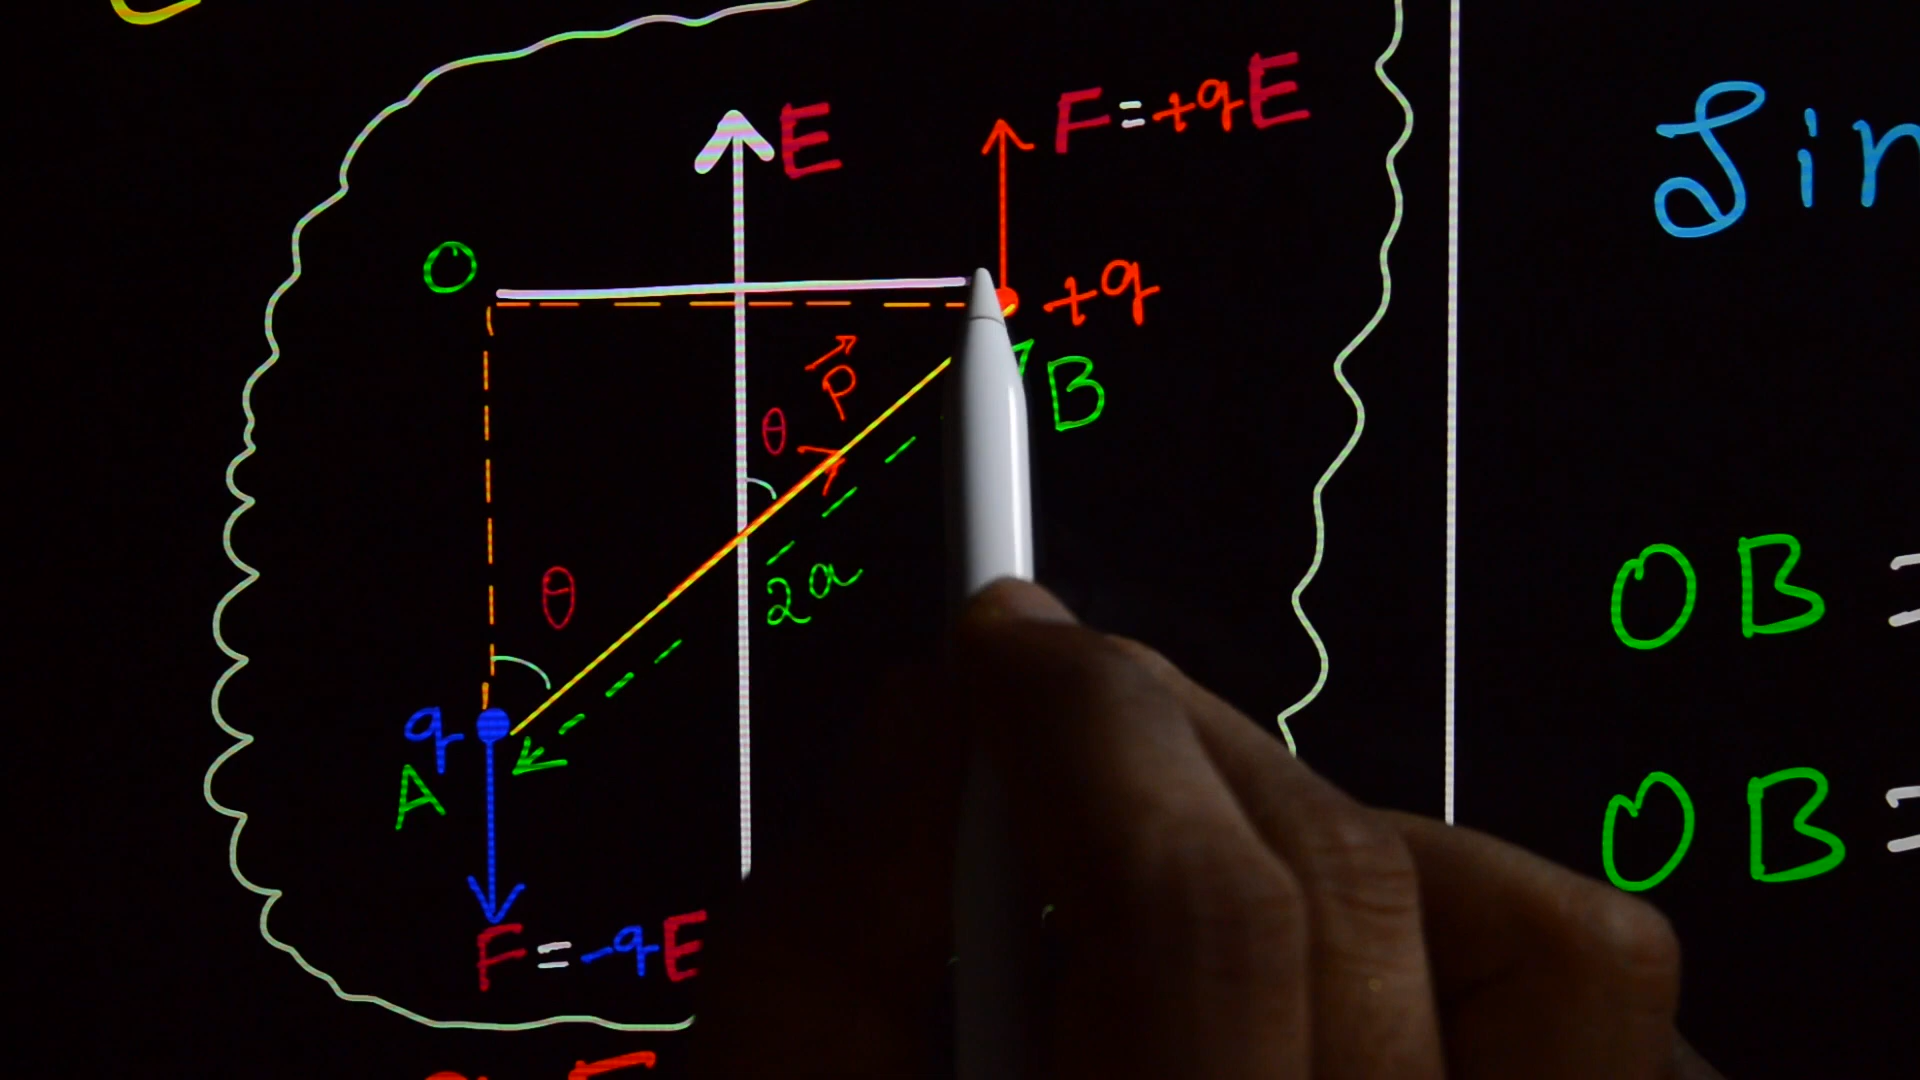 E
F = +qE
O
+q
P
B
θ
2a
θ
q
A
F = -qE
Sin
OB =
OB =